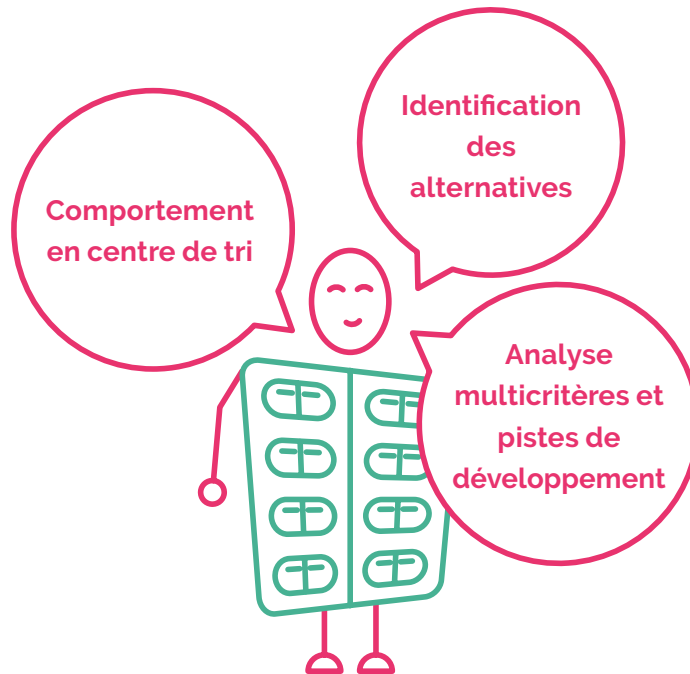 Comportement
en centre de tri
Identification
des
alternatives
Analyse
multicritères et
pistes de
développement